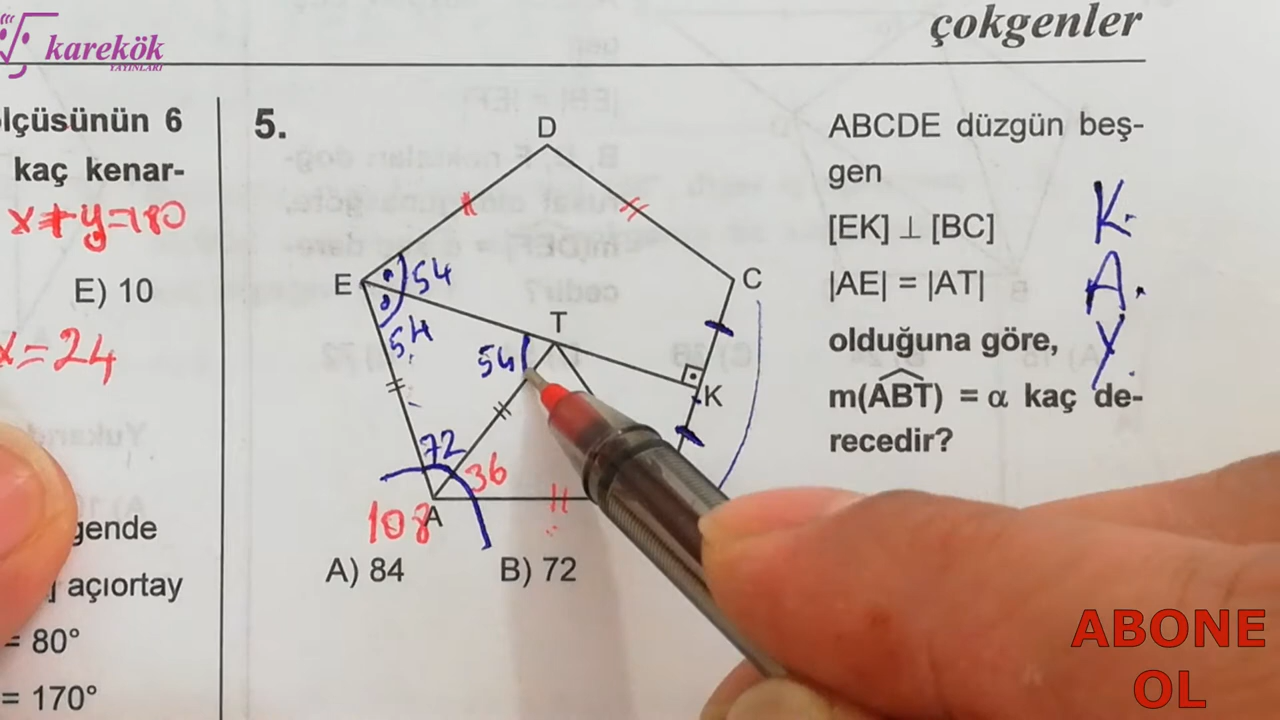 karekök
YAYINLARI
çokgenler
lçüsünün 6
kaç kenar-
x+y=180
E) 10
x=24
gende
açıortay
= 80°
= 170°
5.
D
E
C
T
K
A
54
54
54
72
36
108
A) 84
B) 72
ABCDE düzgün beş-
gen
[EK] ⊥ [BC]
|AE| = |AT|
olduğuna göre,
m(ABT) = α kaç de-
recedir?
K.
A.
Y
ABONE
OL